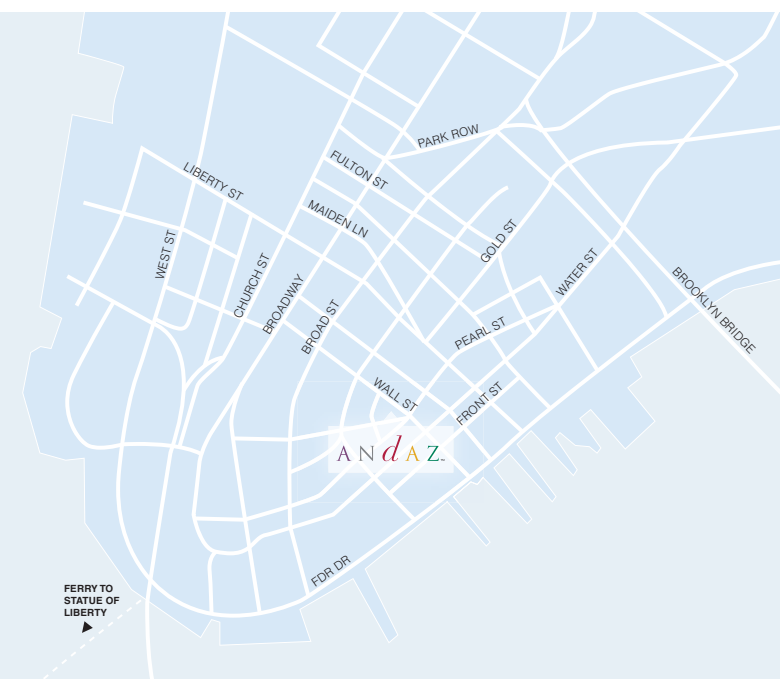 PARK ROW
FULTON ST
LIBERTY ST
MAIDEN LN
GOLD ST
WEST ST
CHURCH ST
WATER ST
BROADWAY
BROOKLYN BRIDGE
BROAD ST
PEARL ST
WALL ST
FRONT ST
ANdAZ™
FDR DR
FERRY TO
STATUE OF
LIBERTY